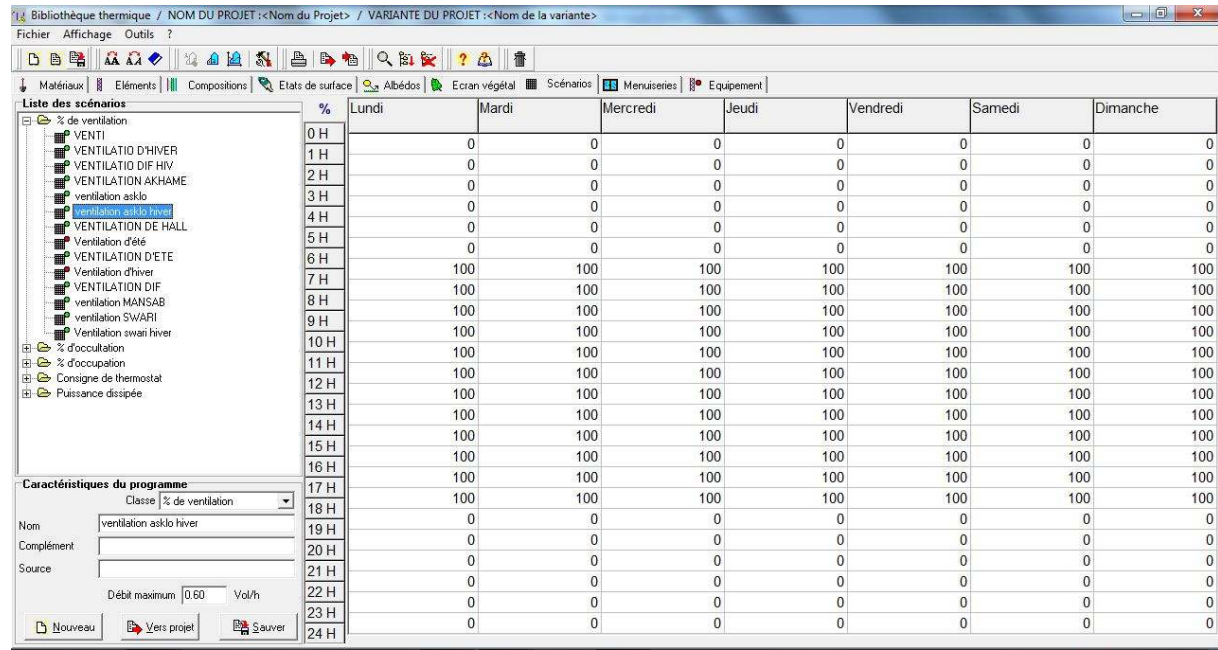 Bibliothèque thermique / NOM DU PROJET :<Nom du Projet> / VARIANTE DU PROJET :<Nom de la variante>
Fichier Affichage Outils ?
Matériaux Eléments Compositions Etats de surface Albédos Ecran végétal Scénarios Menuiseries Equipement
Liste des scénarios
% de ventilation
VENTI
VENTILATIO D'HIVER
VENTILATIO DIF HIV
VENTILATION AKHAME
ventilation asklo
ventilation asklo hiver
VENTILATION DE HALL
Ventilation d'été
VENTILATION D'ETE
Ventilation d'hiver
VENTILATION DIF
ventilation MANSAB
ventilation SWARI
Ventilation swari hiver
% d'occultation
% d'occupation
Consigne de thermostat
Puissance dissipée
Caractéristiques du programme
Classe % de ventilation
Nom ventilation asklo hiver
Complément
Source
Débit maximum 0.60 Vol/h
Nouveau Vers projet Sauver
% Lundi Mardi Mercredi Jeudi Vendredi Samedi Dimanche
0 H
0 0 0 0 0 0 0
1 H
0 0 0 0 0 0 0
2 H
0 0 0 0 0 0 0
3 H
0 0 0 0 0 0 0
4 H
0 0 0 0 0 0 0
5 H
0 0 0 0 0 0 0
6 H
100 100 100 100 100 100 100
7 H
100 100 100 100 100 100 100
8 H
100 100 100 100 100 100 100
9 H
100 100 100 100 100 100 100
10 H
100 100 100 100 100 100 100
11 H
100 100 100 100 100 100 100
12 H
100 100 100 100 100 100 100
13 H
100 100 100 100 100 100 100
14 H
100 100 100 100 100 100 100
15 H
100 100 100 100 100 100 100
16 H
100 100 100 100 100 100 100
17 H
100 100 100 100 100 100 100
18 H
0 0 0 0 0 0 0
19 H
0 0 0 0 0 0 0
20 H
0 0 0 0 0 0 0
21 H
0 0 0 0 0 0 0
22 H
0 0 0 0 0 0 0
23 H
0 0 0 0 0 0 0
24 H